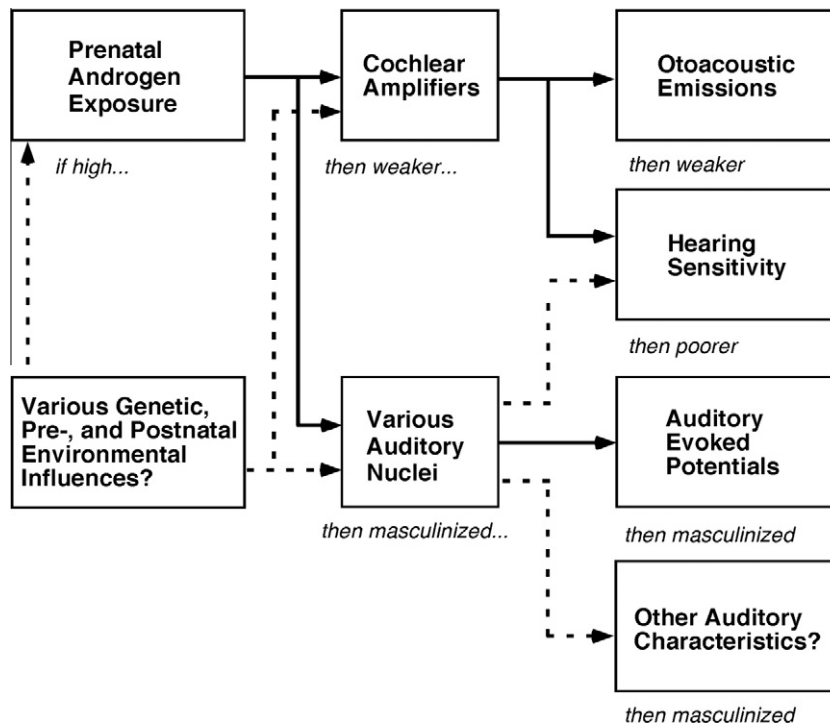 Prenatal
Androgen
Exposure
if high...
Cochlear
Amplifiers
then weaker...
Otoacoustic
Emissions
then weaker
Hearing
Sensitivity
then poorer
Various Genetic,
Pre-, and Postnatal
Environmental
Influences?
Various
Auditory
Nuclei
then masculinized...
Auditory
Evoked
Potentials
then masculinized
Other Auditory
Characteristics?
then masculinized